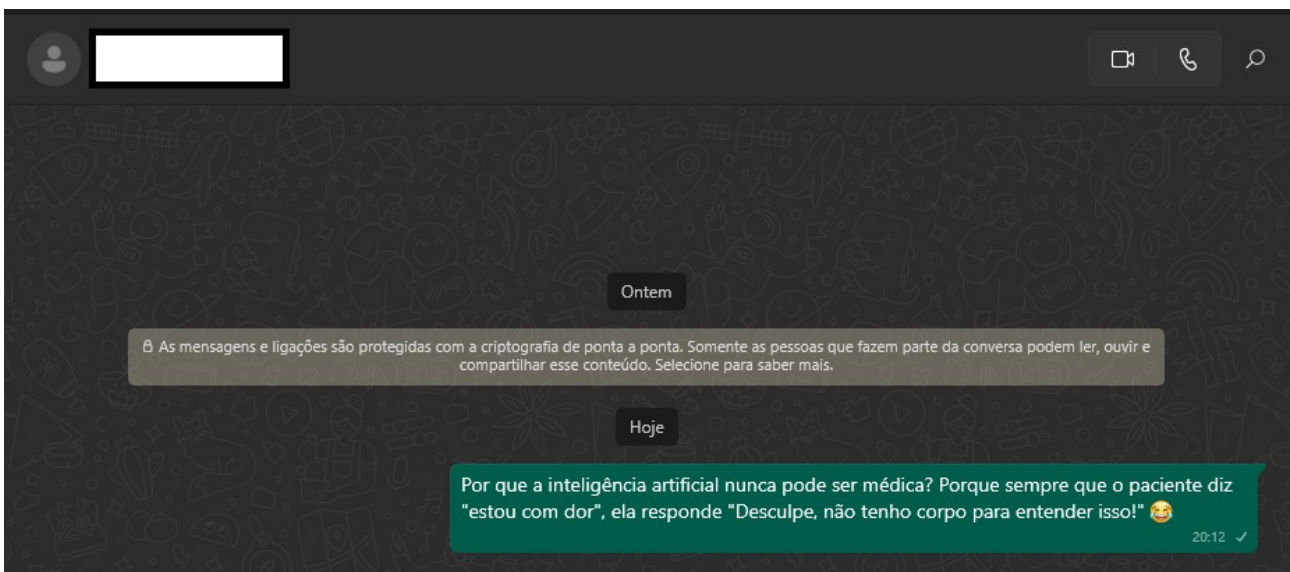 Ontem
As mensagens e ligações são protegidas com a criptografia de ponta a ponta. Somente as pessoas que fazem parte da conversa podem ler, ouvir e
compartilhar esse conteúdo. Selecione para saber mais.
Hoje
Por que a inteligência artificial nunca pode ser médica? Porque sempre que o paciente diz
"estou com dor", ela responde "Desculpe, não tenho corpo para entender isso!" 😂
20:12